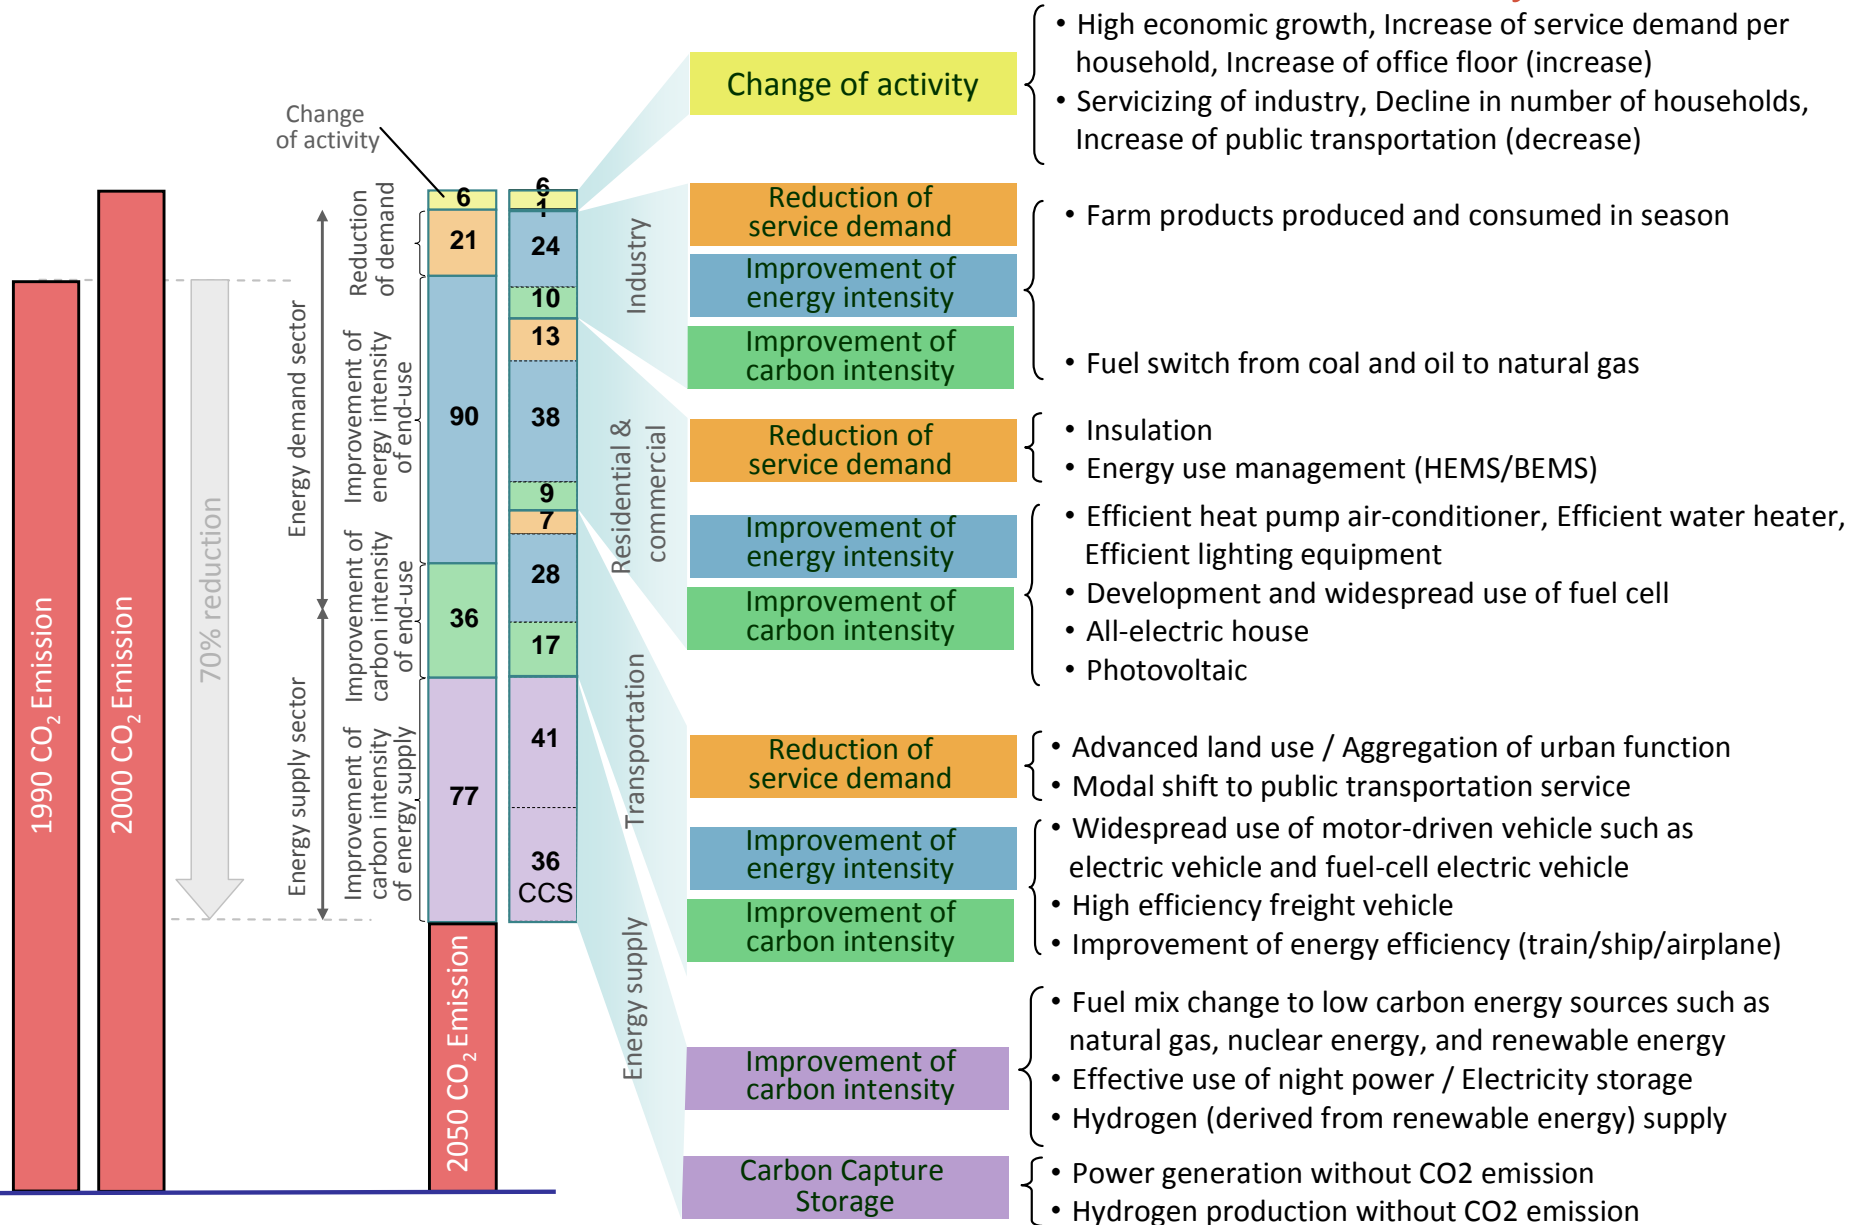 • High economic growth, Increase of service demand per
household, Increase of office floor (increase)
• Servicizing of industry, Decline in number of households,
Increase of public transportation (decrease)
Change of activity
Change
of activity
6
21
90
36
77
6
1
24
10
13
38
9
7
28
17
41
36
CCS
Reduction
of demand
Improvement of
energy intensity
of end-use
Improvement of
carbon intensity
of end-use
Improvement of
carbon intensity
of energy supply
Energy demand sector
Energy supply sector
70% reduction
1990 CO2 Emission
2000 CO2 Emission
2050 CO2 Emission
Industry
Reduction of
service demand
Improvement of
energy intensity
Improvement of
carbon intensity
• Farm products produced and consumed in season
• Fuel switch from coal and oil to natural gas
Residential &
commercial
Reduction of
service demand
• Insulation
• Energy use management (HEMS/BEMS)
Improvement of
energy intensity
Improvement of
carbon intensity
• Efficient heat pump air-conditioner, Efficient water heater,
Efficient lighting equipment
• Development and widespread use of fuel cell
• All-electric house
• Photovoltaic
Transportation
Reduction of
service demand
• Advanced land use / Aggregation of urban function
• Modal shift to public transportation service
Improvement of
energy intensity
Improvement of
carbon intensity
• Widespread use of motor-driven vehicle such as
electric vehicle and fuel-cell electric vehicle
• High efficiency freight vehicle
• Improvement of energy efficiency (train/ship/airplane)
Energy supply
Improvement of
carbon intensity
• Fuel mix change to low carbon energy sources such as
natural gas, nuclear energy, and renewable energy
• Effective use of night power / Electricity storage
• Hydrogen (derived from renewable energy) supply
Carbon Capture
Storage
• Power generation without CO2 emission
• Hydrogen production without CO2 emission